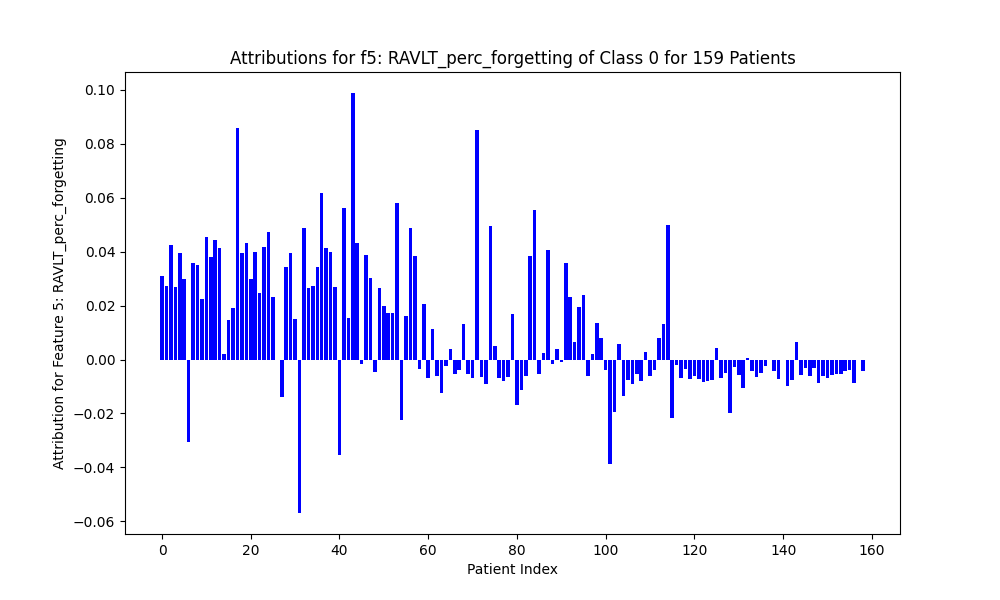 Attributions for f5: RAVLT_perc_forgetting of Class 0 for 159 Patients
Attribution for Feature 5: RAVLT_perc_forgetting
0.10
0.08
0.06
0.04
0.02
0.00
−0.02
−0.04
−0.06
0 20 40 60 80 100 120 140 160
Patient Index